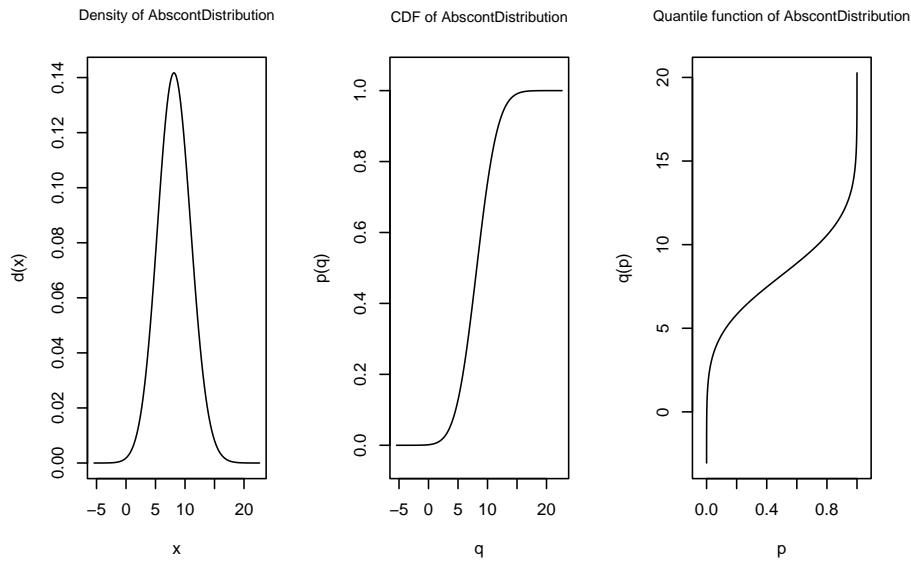 Density of AbscontDistribution
CDF of AbscontDistribution
Quantile function of AbscontDistribution
d(x)
0.00 0.02 0.04 0.06 0.08 0.10 0.12 0.14
−5 0 5 10 20
x
p(q)
0.0 0.2 0.4 0.6 0.8 1.0
−5 0 5 10 20
q
q(p)
0 5 10 15 20
0.0 0.4 0.8
p